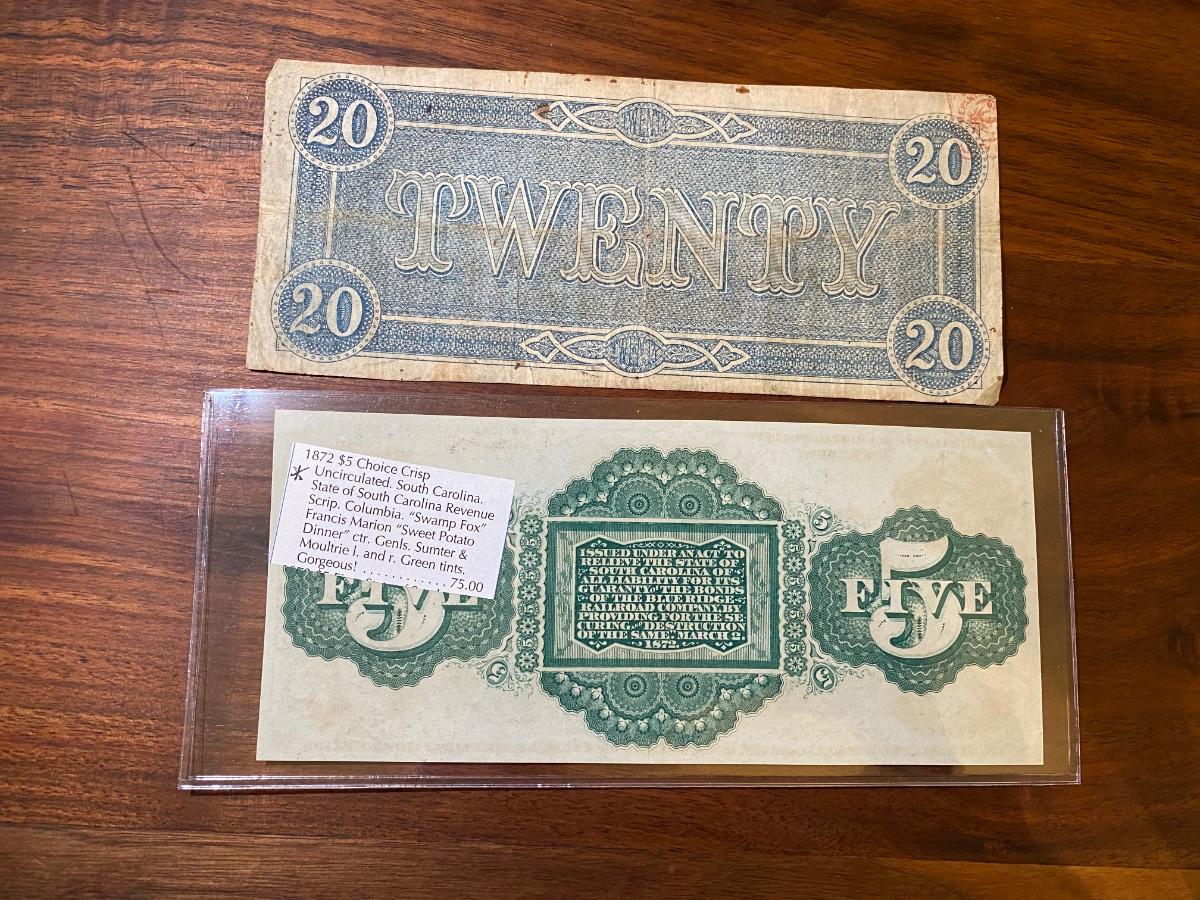 20
20
TWENTY
20
20
1872 $5 Choice Crisp
* Uncirculated. South Carolina.
State of South Carolina Revenue
Scrip. Columbia. "Swamp Fox"
Francis Marion "Sweet Potato
Dinner" ctr. Genls. Sumter &
Moultrie l. and r. Green tints.
Gorgeous! ............ 75.00
FIVE
5
5
5
ISSUED UNDER AN ACT TO
RELIEVE THE STATE OF
SOUTH CAROLINA OF
ALL LIABILITY FOR ITS
GUARANTY OF THE BONDS
OF THE BLUE RIDGE
RAILROAD COMPANY, BY
PROVIDING FOR THE SE
CURING AND DESTRUCTION
OF THE SAME" MARCH 2.
1872.
5
5
FIVE
5